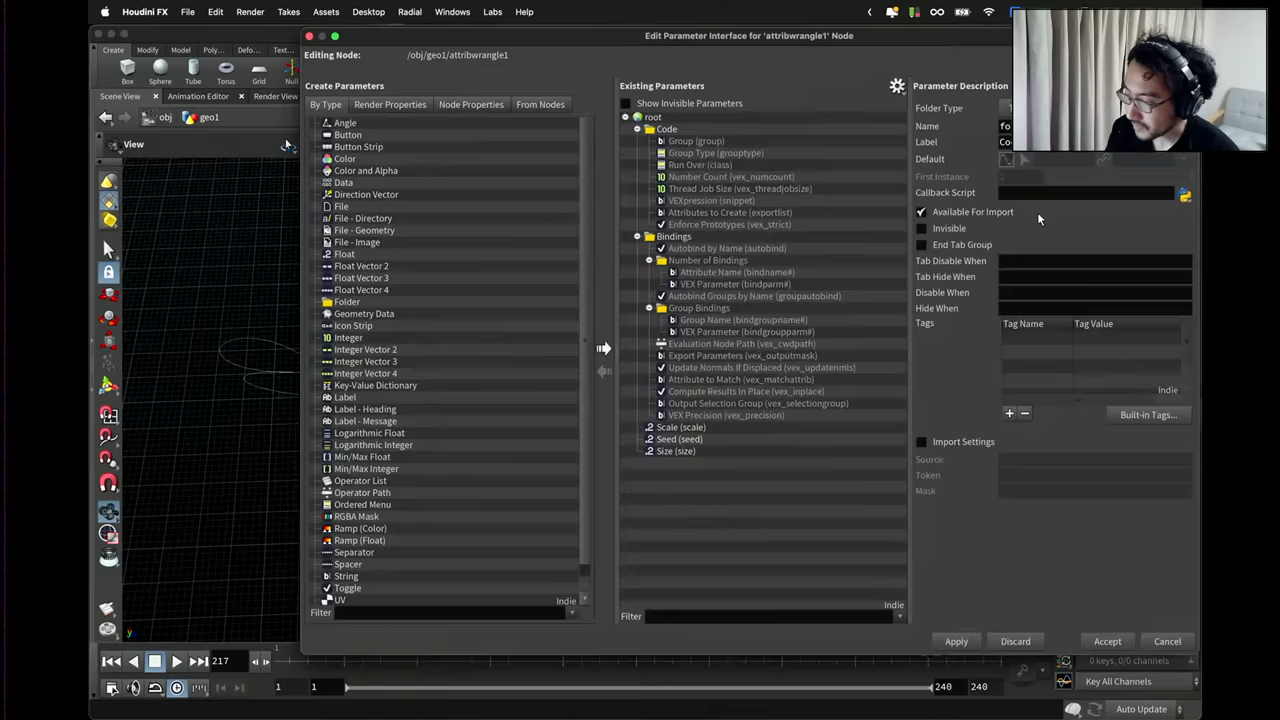 Houdini FX File Edit Render Takes Assets Desktop Radial Windows Labs Help
Edit Parameter Interface for 'attribwrangle1' Node
Create Modify Model Poly... Defo... Text...
Box Sphere Tube Torus Grid Null
Scene View Animation Editor Render View
obj geo1
View
Editing Node: /obj/geo1/attribwrangle1
Create Parameters
By Type Render Properties Node Properties From Nodes
Angle
Button
Button Strip
Color
Color and Alpha
Data
Direction Vector
File
File - Directory
File - Geometry
File - Image
Float
Float Vector 2
Float Vector 3
Float Vector 4
Folder
Geometry Data
Icon Strip
Integer
Integer Vector 2
Integer Vector 3
Integer Vector 4
Key-Value Dictionary
Label
Label - Heading
Label - Message
Logarithmic Float
Logarithmic Integer
Min/Max Float
Min/Max Integer
Operator List
Operator Path
Ordered Menu
RGBA Mask
Ramp (Color)
Ramp (Float)
Separator
Spacer
String
Toggle
UV
Indie
Filter
Existing Parameters
Show Invisible Parameters
root
Code
Group (group)
Group Type (grouptype)
Run Over (class)
Number Count (vex_numcount)
Thread Job Size (vex_threadjobsize)
VEXpression (snippet)
Attributes to Create (exportlist)
Enforce Prototypes (vex_strict)
Bindings
Autobind by Name (autobind)
Number of Bindings
Attribute Name (bindname#)
VEX Parameter (bindparm#)
Autobind Groups by Name (groupautobind)
Group Bindings
Group Name (bindgroupname#)
VEX Parameter (bindgroupparm#)
Evaluation Node Path (vex_cwdpath)
Export Parameters (vex_outputmask)
Update Normals If Displaced (vex_updatenmls)
Attribute to Match (vex_matchattrib)
Compute Results In Place (vex_inplace)
Output Selection Group (vex_selectiongroup)
VEX Precision (vex_precision)
Scale (scale)
Seed (seed)
Size (size)
Indie
Filter
Parameter Description
Folder Type
Name fo
Label Co
Default
First Instance
Callback Script
Available For Import
Invisible
End Tab Group
Tab Disable When
Tab Hide When
Disable When
Hide When
Tags Tag Name Tag Value
Indie
Built-in Tags...
Import Settings
Source
Token
Mask
Apply Discard Accept Cancel
217
1 1 240 240
0 keys, 0/0 channels
Key All Channels
Auto Update